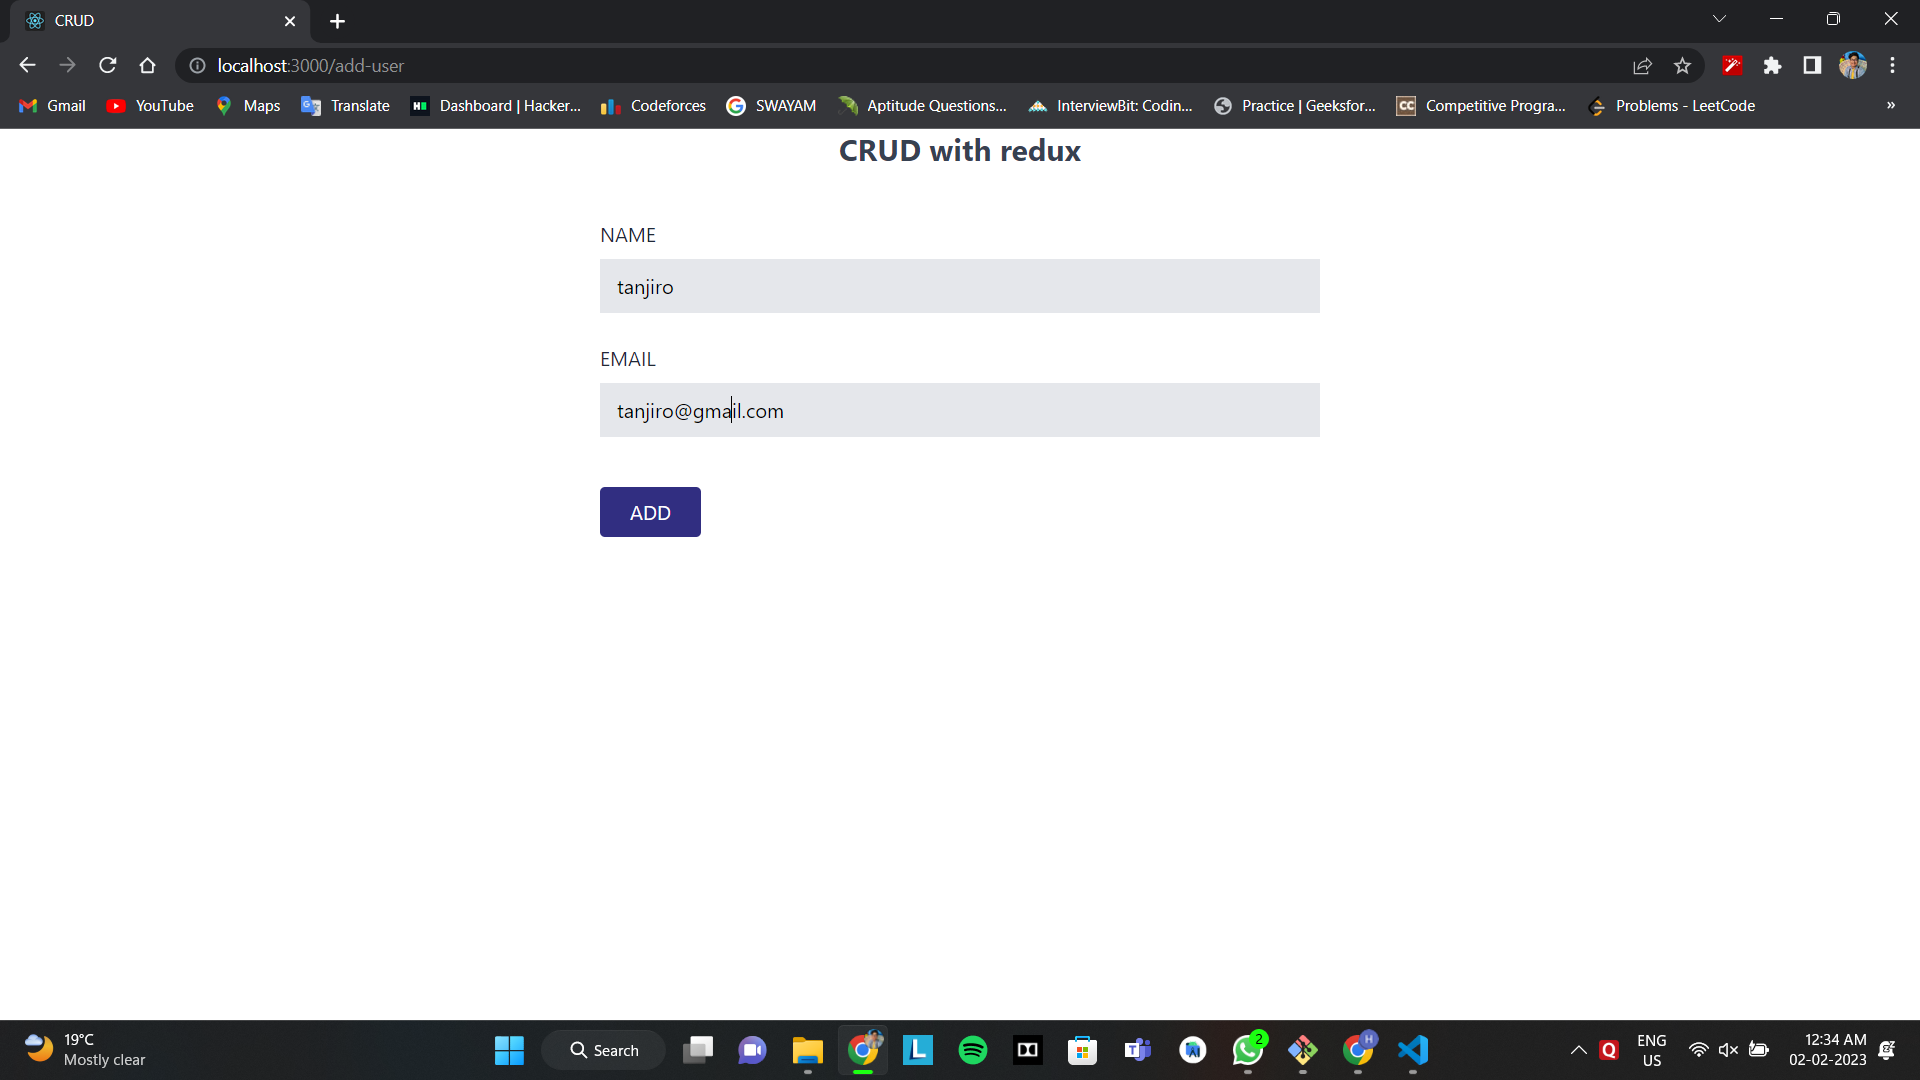 CRUD
localhost:3000/add-user
Gmail YouTube Maps Translate Dashboard | Hacker... Codeforces SWAYAM Aptitude Questions... InterviewBit: Codin... Practice | Geeksfor... Competitive Progra... Problems - LeetCode »
CRUD with redux
NAME
tanjiro
EMAIL
tanjiro@gmail.com
ADD
19°C
Mostly clear
Search
2
H
ENG
US
12:34 AM
02-02-2023